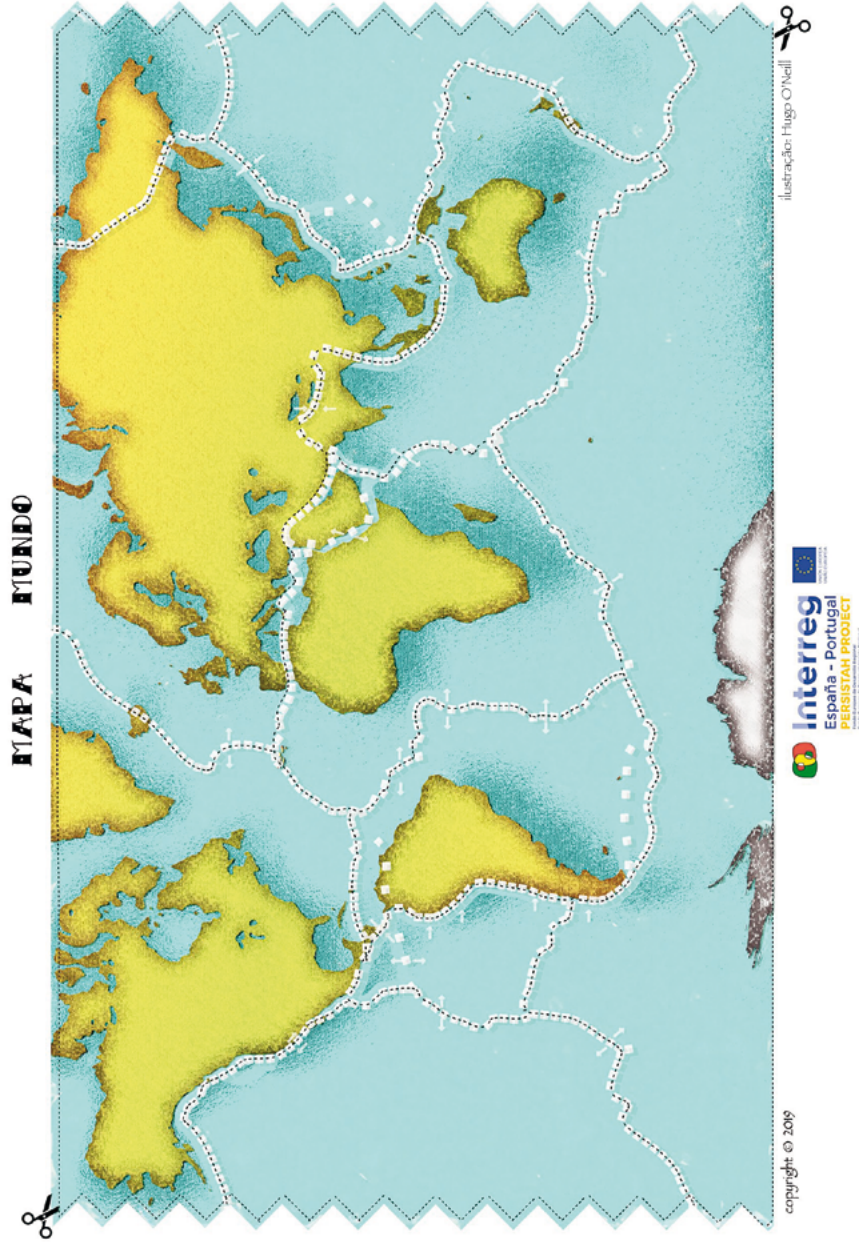 MAPA MUNDO
ilustração: Hugo O'Neill
copyright © 2019
Interreg
España - Portugal
PERSISTAH PROJECT